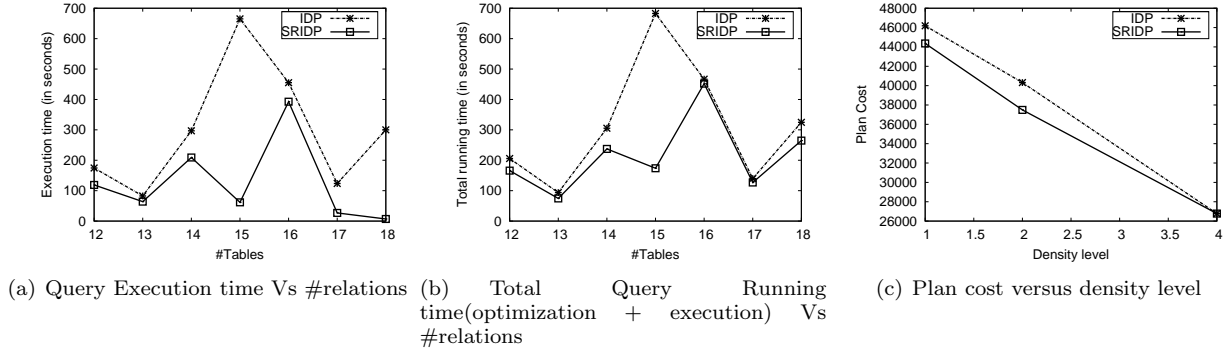 700
600
500
400
300
200
100
0
12 13 14 15 16 17 18
Execution time (in seconds)
#Tables
IDP
SRIDP
700
600
500
400
300
200
100
0
12 13 14 15 16 17 18
Total running time (in seconds)
#Tables
IDP
SRIDP
48000
46000
44000
42000
40000
38000
36000
34000
32000
30000
28000
26000
1 1.5 2 2.5 3 3.5 4
Plan Cost
Density level
IDP
SRIDP
(a) Query Execution time Vs #relations
(b) Total Query Running
time(optimization + execution) Vs
#relations
(c) Plan cost versus density level